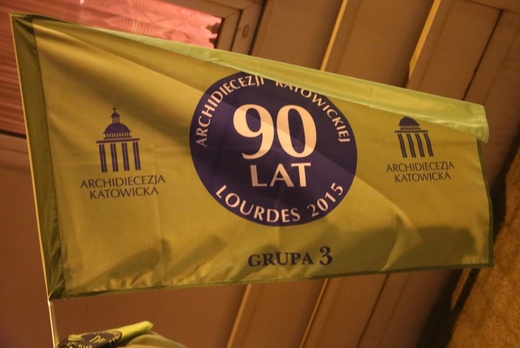 ARCHIDIECEZJI KATOWICKIEJ
90
LAT
LOURDES 2015
ARCHIDIECEZJA
KATOWICKA
ARCHIDIECEZJA
KATOWICKA
GRUPA 3